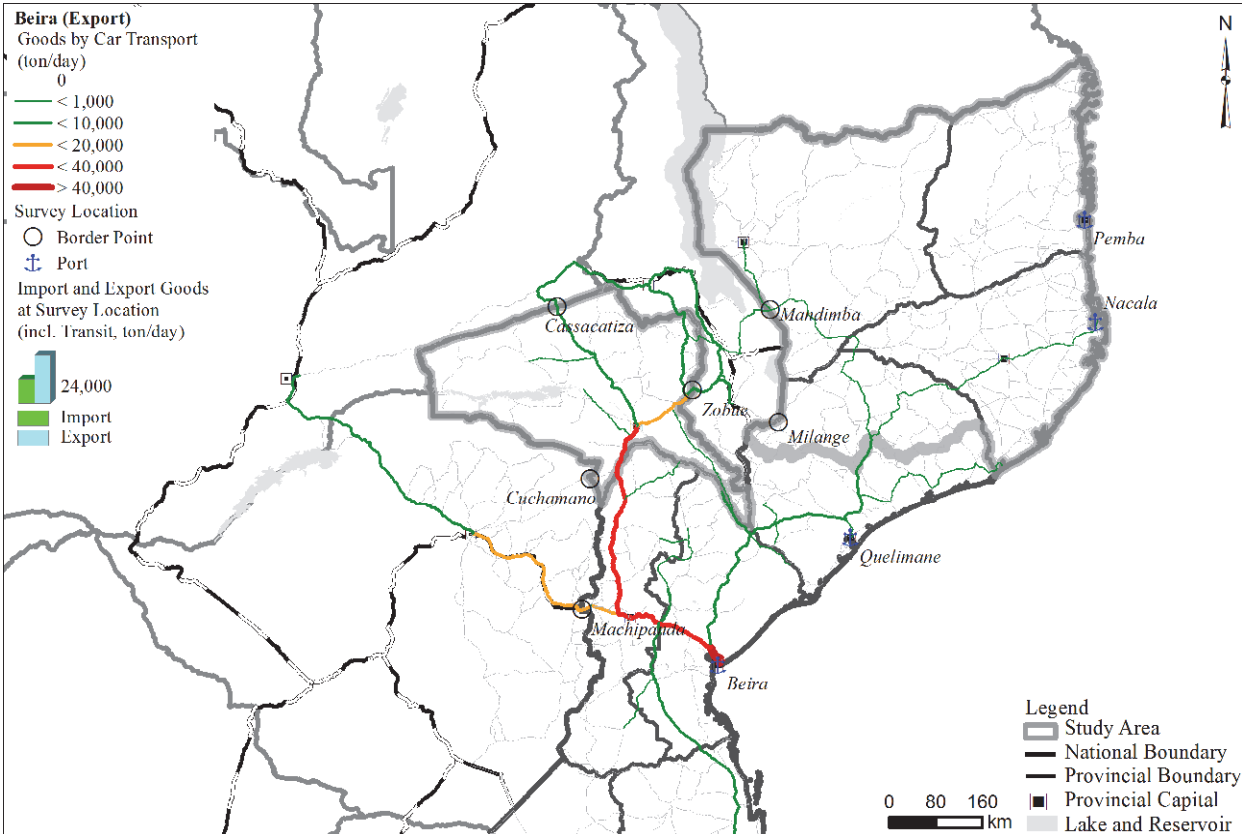 Beira (Export)
Goods by Car Transport
(ton/day)
0
< 1,000
< 10,000
< 20,000
< 40,000
> 40,000
Survey Location
Border Point
Port
Import and Export Goods
at Survey Location
(incl. Transit, ton/day)
24,000
Import
Export
N
Pemba
Nacala
Mandimba
Cassacatiza
Zobue
Milange
Cuchamano
Quelimane
Machipanda
Beira
Legend
Study Area
National Boundary
Provincial Boundary
Provincial Capital
Lake and Reservoir
0 80 160
km